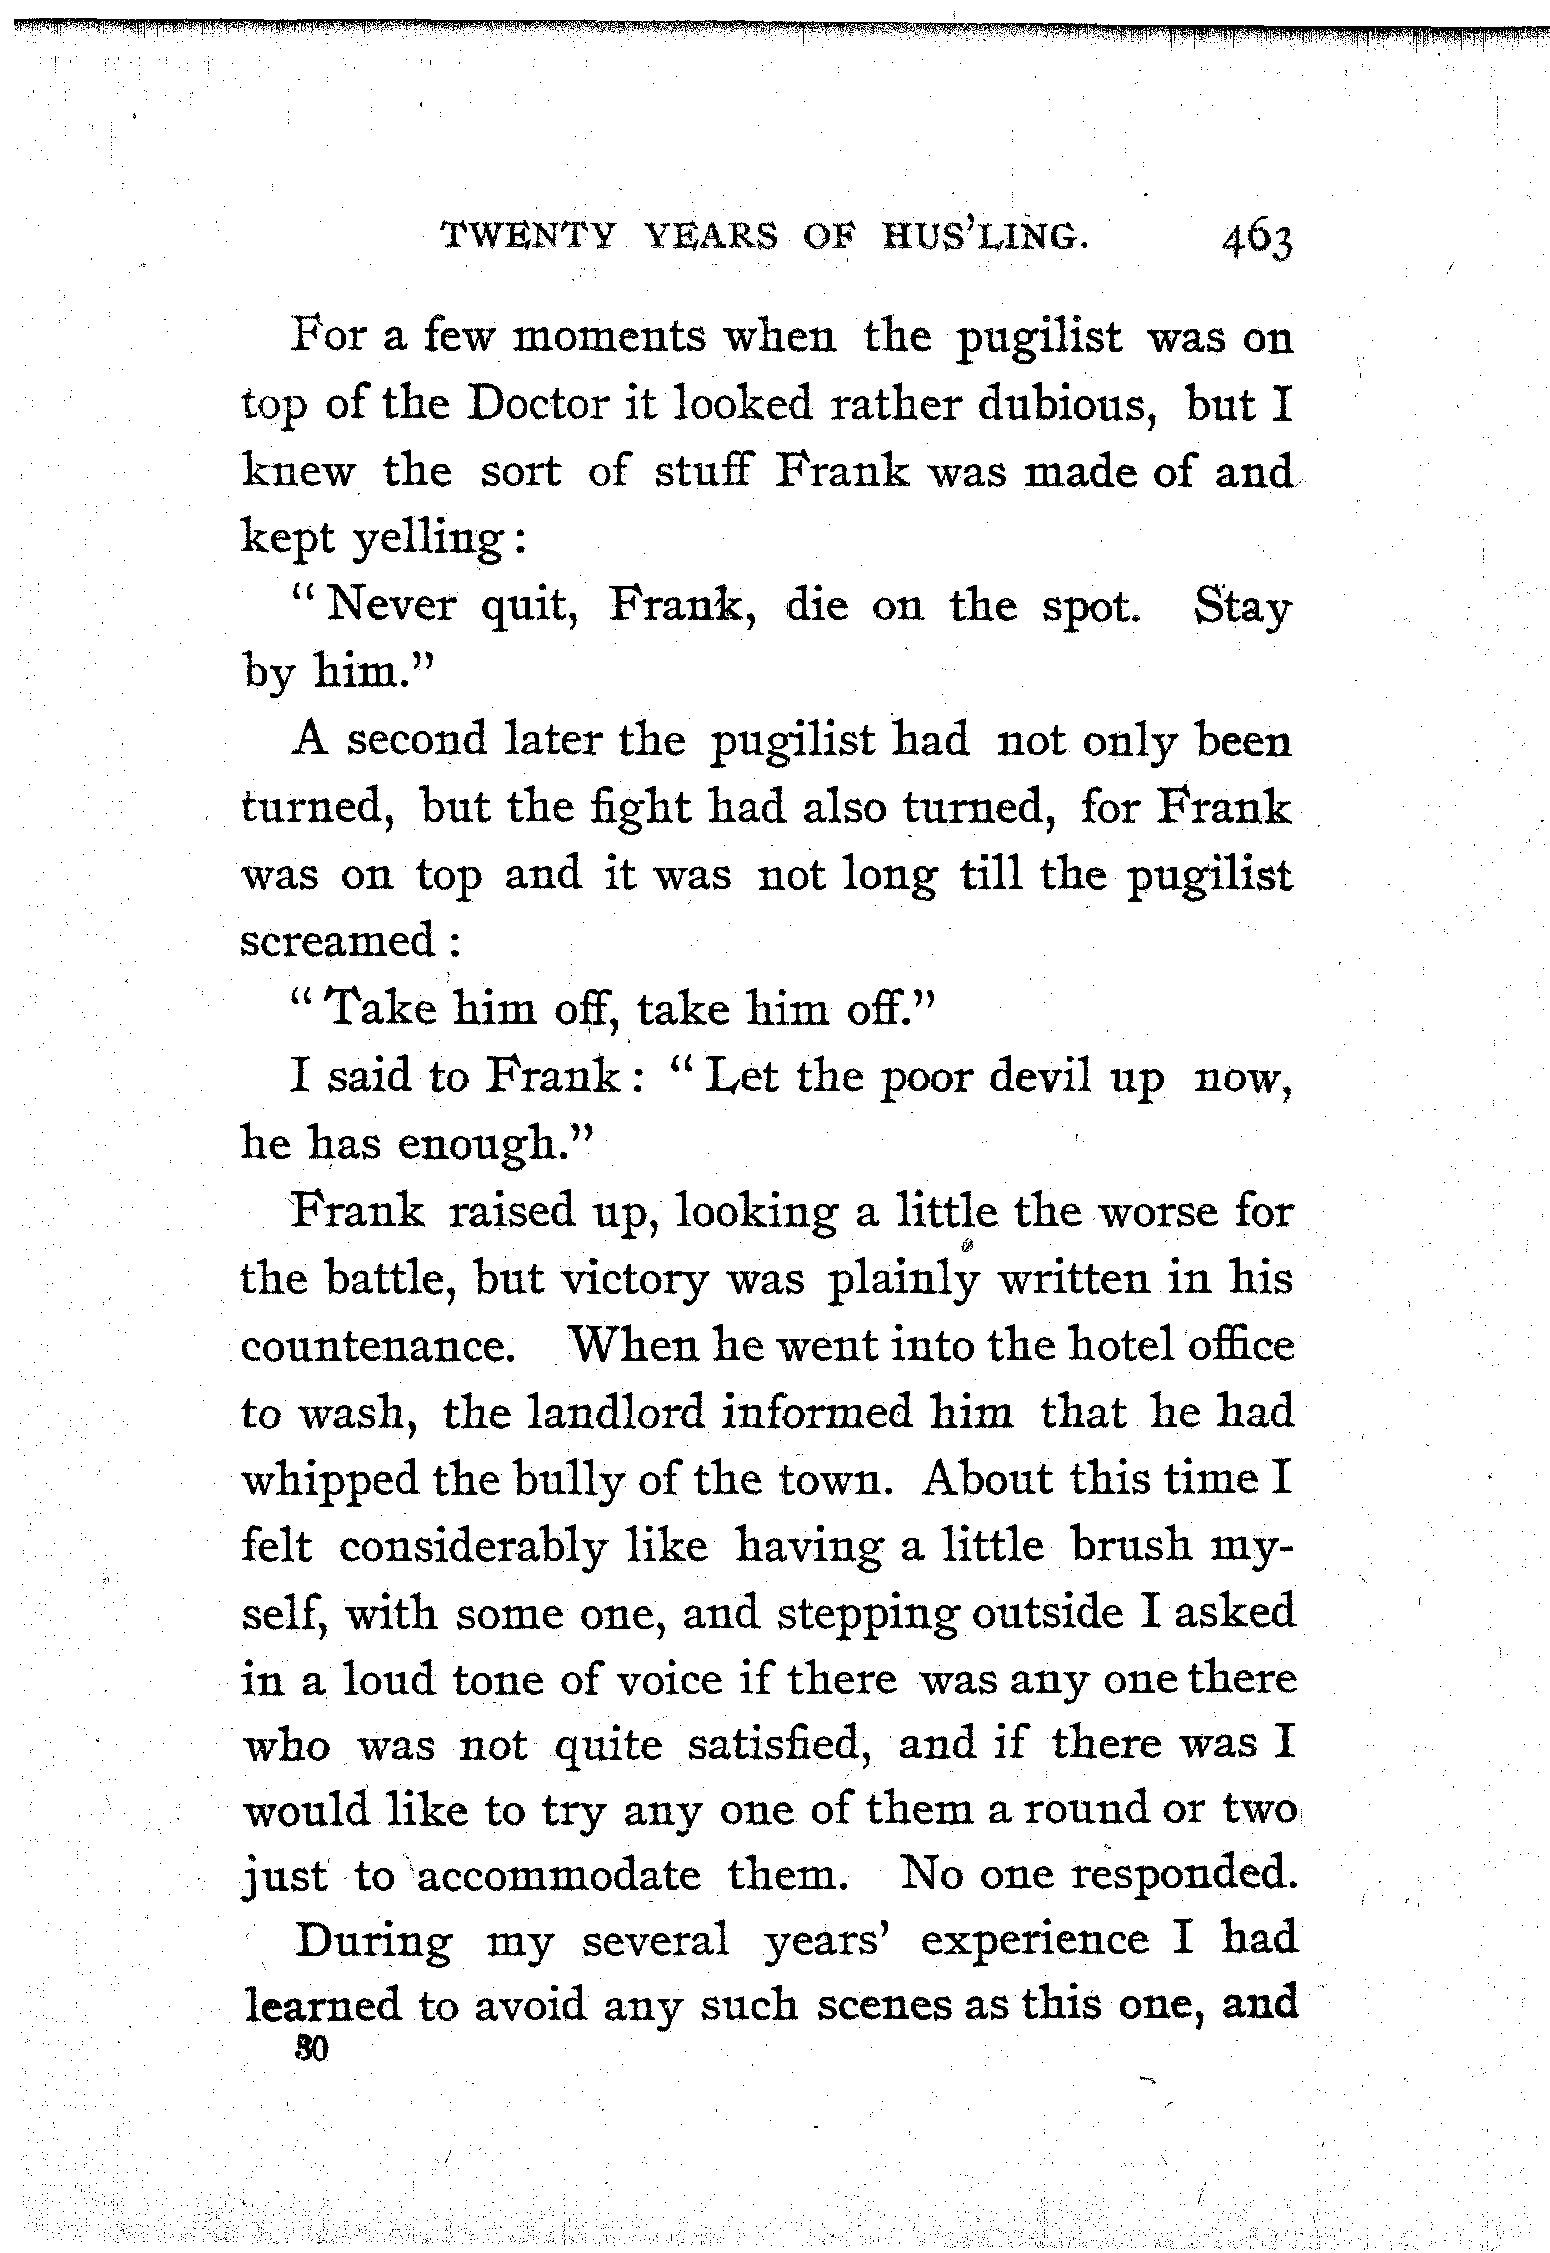 TWENTY YEARS OF HUS'LING. 463
For a few moments when the pugilist was on
top of the Doctor it looked rather dubious, but I
knew the sort of stuff Frank was made of and
kept yelling:
"Never quit, Frank, die on the spot. Stay
by him."
A second later the pugilist had not only been
turned, but the fight had also turned, for Frank
was on top and it was not long till the pugilist
screamed:
"Take him off, take him off."
I said to Frank: "Let the poor devil up now,
he has enough."
Frank raised up, looking a little the worse for
the battle, but victory was plainly written in his
countenance. When he went into the hotel office
to wash, the landlord informed him that he had
whipped the bully of the town. About this time I
felt considerably like having a little brush my-
self, with some one, and stepping outside I asked
in a loud tone of voice if there was any one there
who was not quite satisfied, and if there was I
would like to try any one of them a round or two
just to accommodate them. No one responded.
During my several years' experience I had
learned to avoid any such scenes as this one, and
30